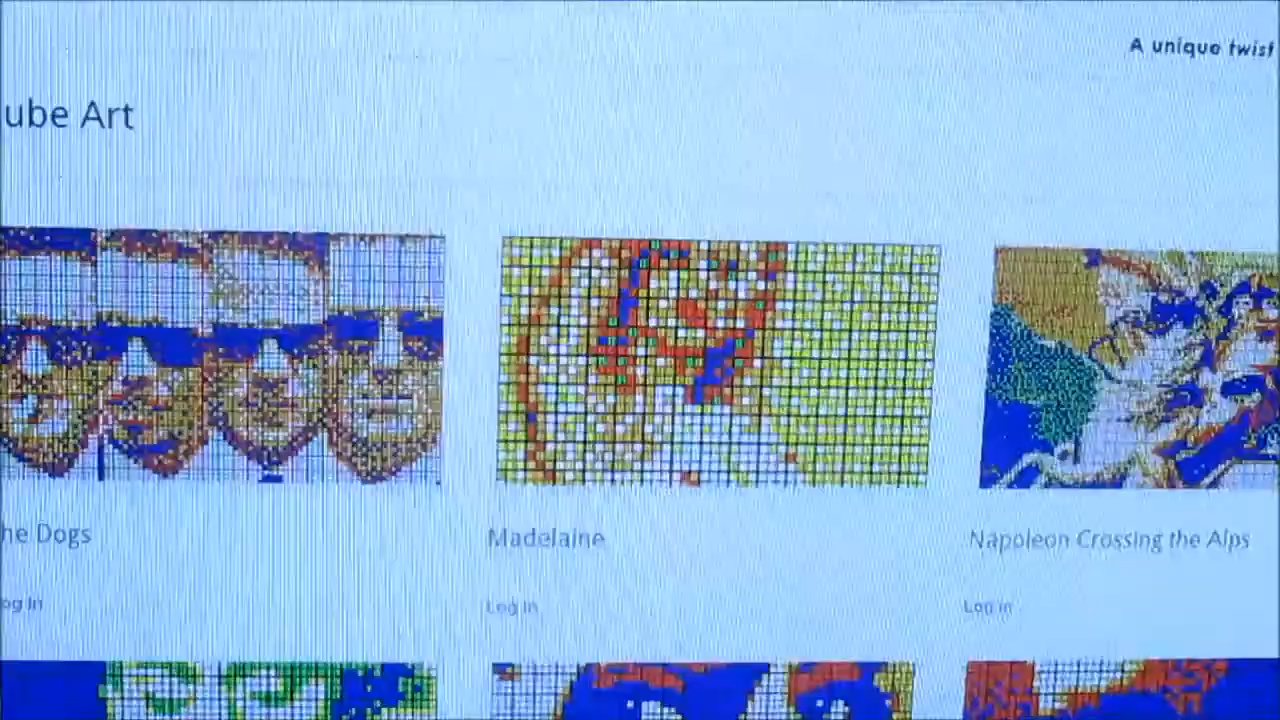 A unique twist
ube Art
he Dogs
Madelaine
Napoleon Crossing the Alps
og In
Log In
Log in